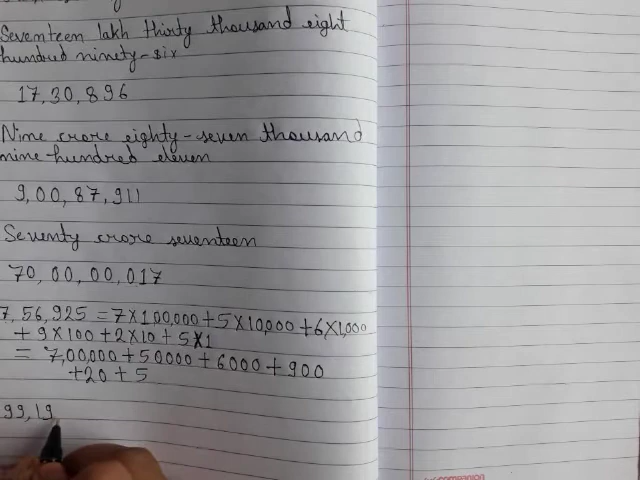 Seventeen lakh thirty thousand eight
hundred ninety-six
17,30,896
Nine crore eighty-seven thousand
nine hundred eleven
9,00,87,911
Seventy crore seventeen
70,00,00,017
7,56,925 = 7×100,000+5×10,000+6×1,000
+9×100+2×10+5×1
= 7,00,000+50000+6000+900
+20+5
99,19